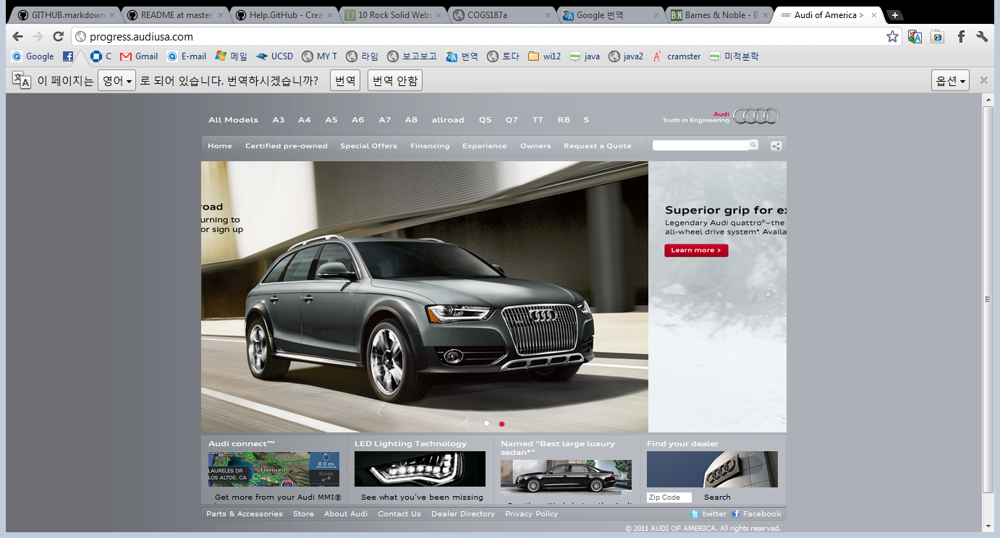 GITHUB.markdown
README at master
Help.GitHub - Crea
10 Rock Solid Webs
COGS187a
Google 번역
Barnes & Noble - B
Audi of America >
progress.audiusa.com
Google
C
Gmail
E-mail
메일
UCSD
MY T
라임
보고보고
번역
토다
wi12
java
java2
cramster
미적분학
이 페이지는 영어 로 되어 있습니다. 번역하시겠습니까? 번역 번역 안함 옵션
All Models A3 A4 A5 A6 A7 A8 allroad Q5 Q7 TT R8 S
Audi
Truth in Engineering
Home Certified pre-owned Special Offers Financing Experience Owners Request a Quote
road
urning to
or sign up
Superior grip for ex
Legendary Audi quattro®–the
all-wheel drive system*. Availa
Learn more >
Audi connect™
LAURELES DR
LOS ALTOS, CA
Fremont
8.0 mi
Scroll
Get more from your Audi MMI®
LED Lighting Technology
See what you've been missing
Named "Best large luxury
sedan*"
Find your dealer
Zip Code Search
Parts & Accessories Store About Audi Contact Us Dealer Directory Privacy Policy twitter Facebook
© 2011 AUDI OF AMERICA. All rights reserved.